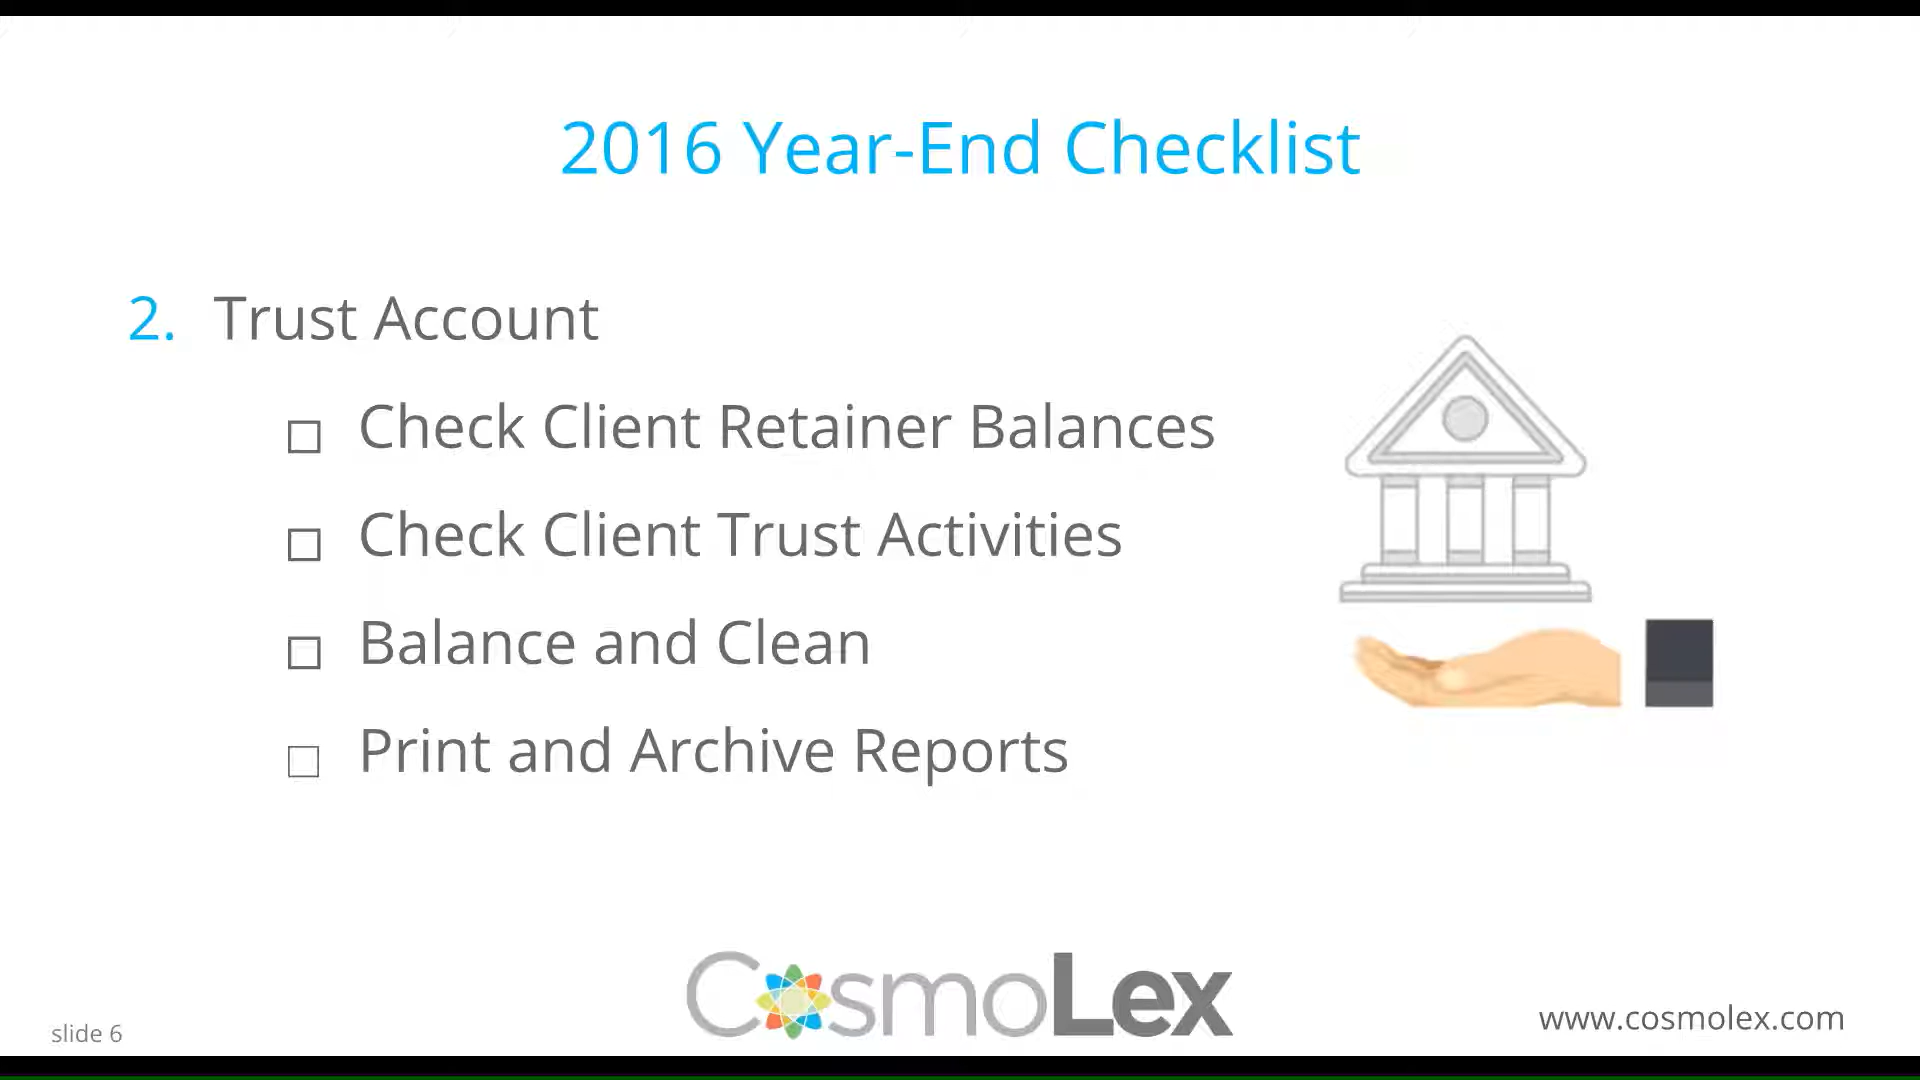 2016 Year-End Checklist
2. Trust Account
Check Client Retainer Balances
Check Client Trust Activities
Balance and Clean
Print and Archive Reports
CosmoLex
slide 6
www.cosmolex.com